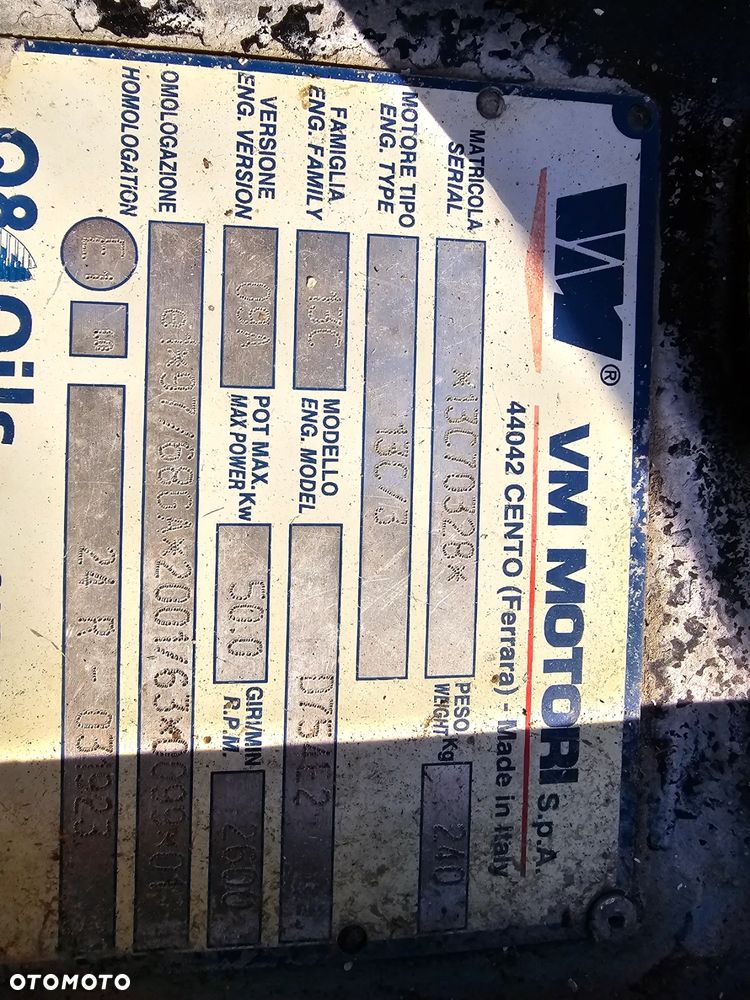 VM MOTORI S.p.A.
44042 CENTO (Ferrara) - Made in Italy
MATRICOLA
SERIAL
*13C70328*
PESO Kg
WEIGHT
240
MOTORE TIPO
ENG. TYPE
13C/3
FAMIGLIA
ENG. FAMILY
13C
MODELLO
ENG. MODEL
D754E2
VERSIONE
ENG. VERSION
09A
POT MAX. Kw
MAX POWER
50.0
GIRI/MIN
R.P.M.
2600
OMOLOGAZIONE
HOMOLOGATION
e1*97/68GA*2001/63*0099*01
E1
24 R - 031923
Q8 Oils
OTOMOTO